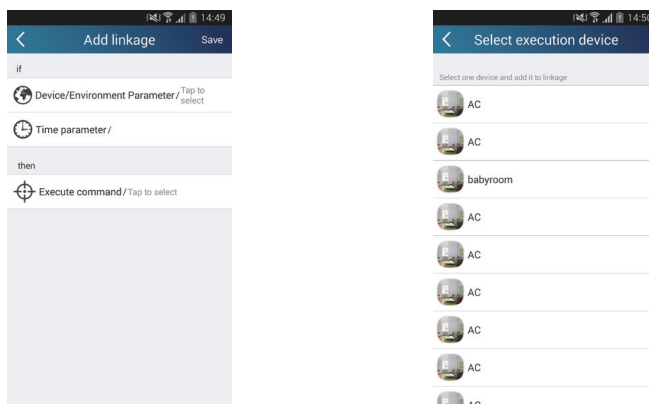 14:49
Add linkage
Save
if
Device/Environment Parameter/Tap to
select
Time parameter/
then
Execute command/Tap to select
14:50
Select execution device
Select one device and add it to linkage
AC
AC
babyroom
AC
AC
AC
AC
AC
AC